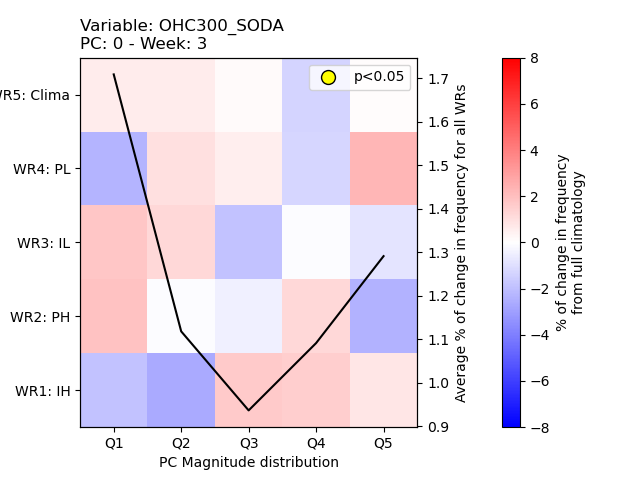 Variable: OHC300_SODA
PC: 0 - Week: 3
WR5: Clima
WR4: PL
WR3: IL
WR2: PH
WR1: IH
p<0.05
Q1 Q2 Q3 Q4 Q5
PC Magnitude distribution
1.7
1.6
1.5
1.4
1.3
1.2
1.1
1.0
0.9
Average % of change in frequency for all WRs
8
6
4
2
0
−2
−4
−6
−8
% of change in frequency
from full climatology